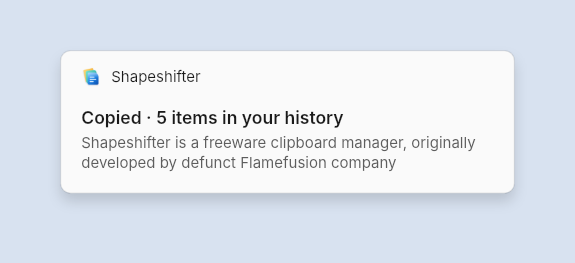 Shapeshifter
Copied · 5 items in your history
Shapeshifter is a freeware clipboard manager, originally
developed by defunct Flamefusion company